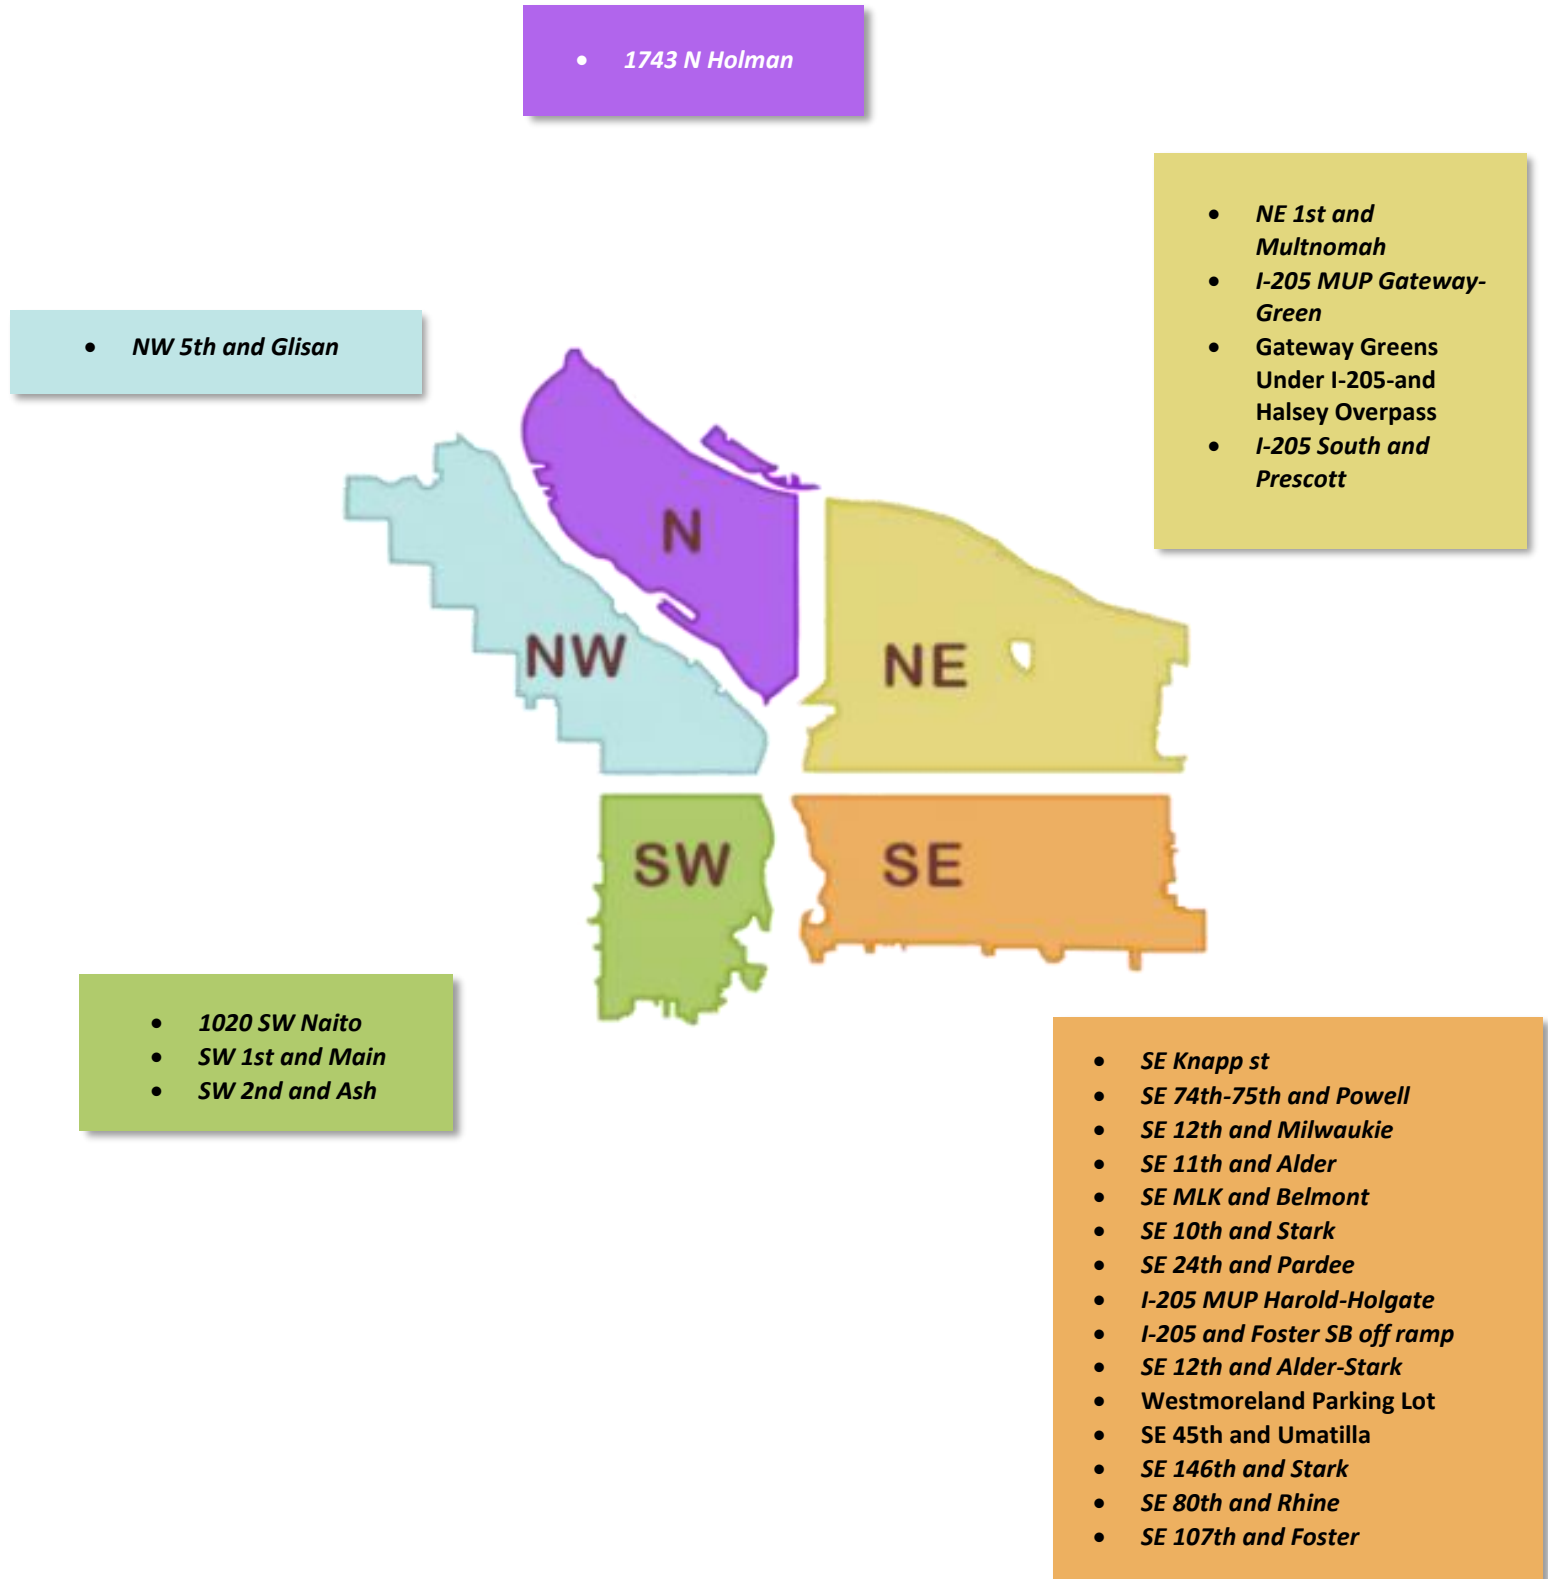 • 1743 N Holman
• NE 1st and
Multnomah
• I-205 MUP Gateway-
Green
• Gateway Greens
Under I-205-and
Halsey Overpass
• I-205 South and
Prescott
• NW 5th and Glisan
N
NW
NE
SW
SE
• 1020 SW Naito
• SW 1st and Main
• SW 2nd and Ash
• SE Knapp st
• SE 74th-75th and Powell
• SE 12th and Milwaukie
• SE 11th and Alder
• SE MLK and Belmont
• SE 10th and Stark
• SE 24th and Pardee
• I-205 MUP Harold-Holgate
• I-205 and Foster SB off ramp
• SE 12th and Alder-Stark
• Westmoreland Parking Lot
• SE 45th and Umatilla
• SE 146th and Stark
• SE 80th and Rhine
• SE 107th and Foster